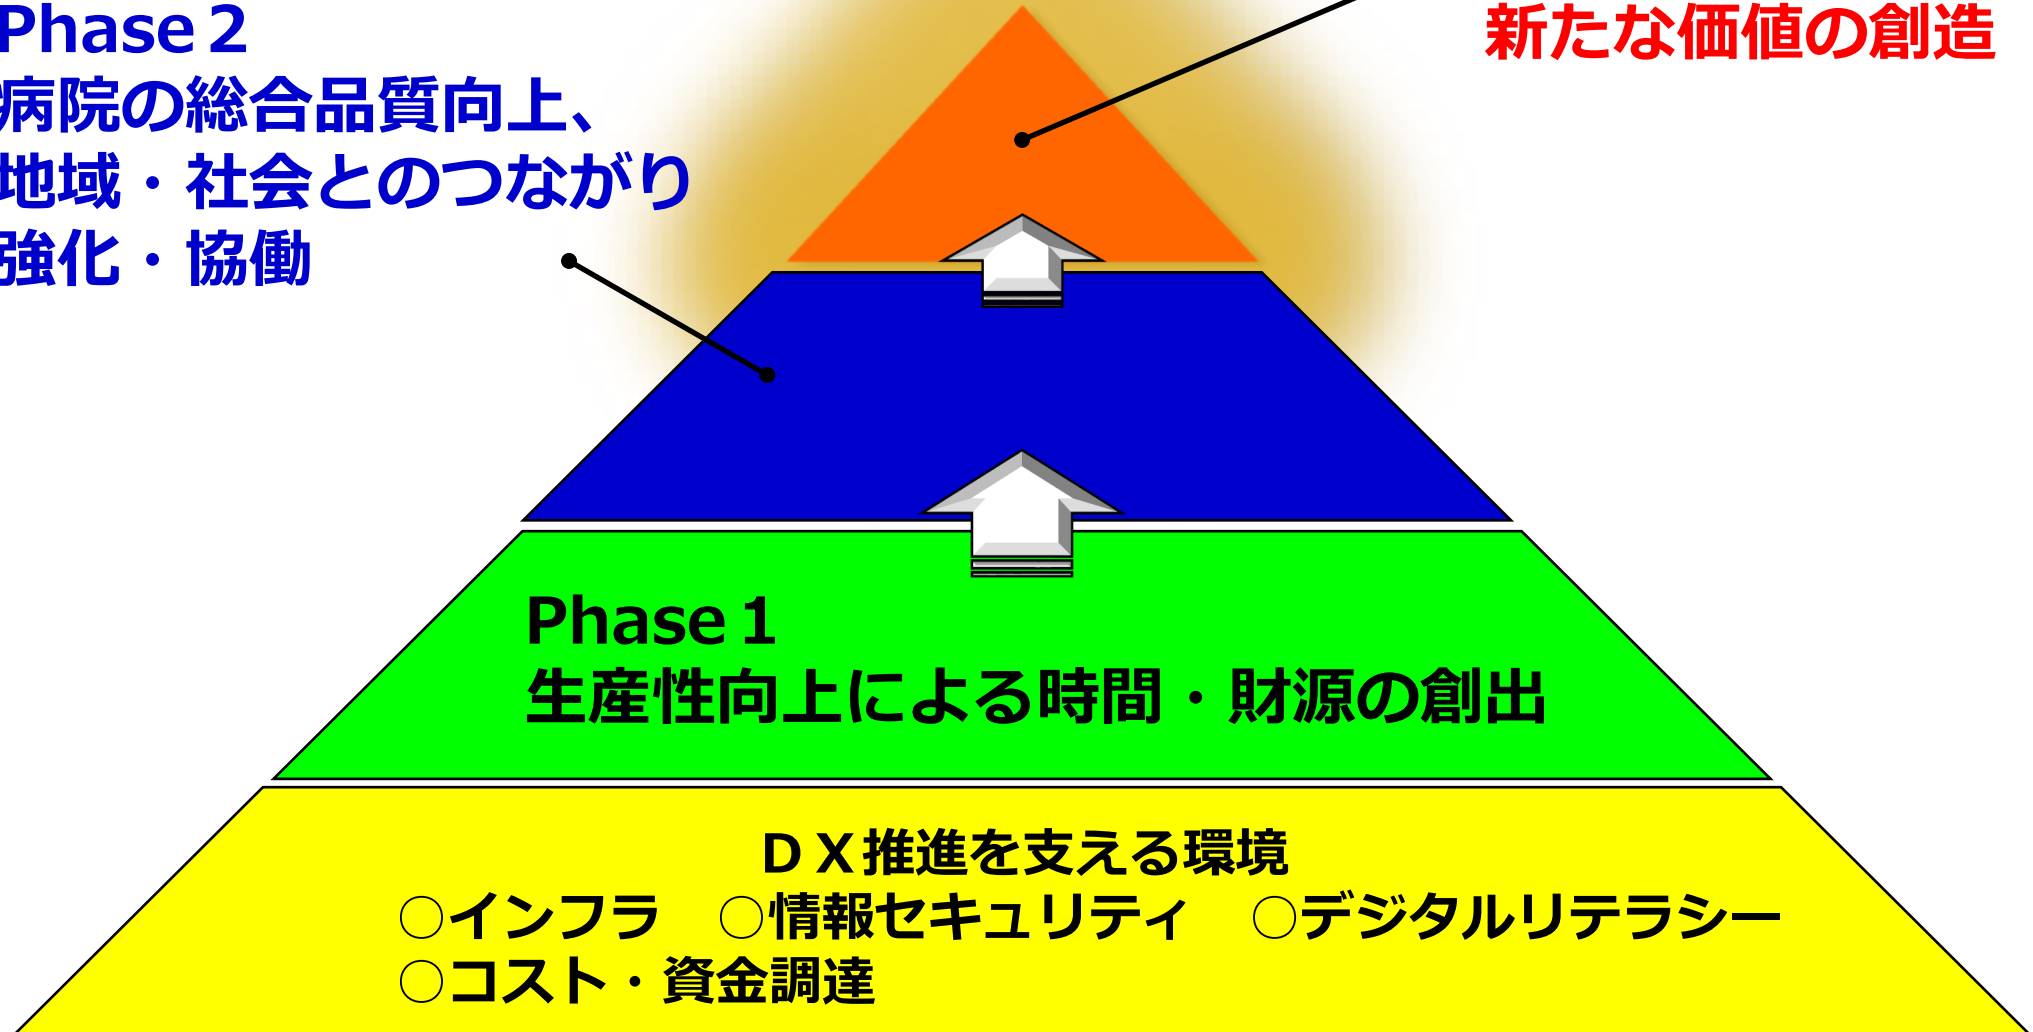 Phase２
病院の総合品質向上、
地域・社会とのつながり
強化・協働
新たな価値の創造
Phase１
生産性向上による時間・財源の創出
ＤＸ推進を支える環境
○インフラ　○情報セキュリティ　○デジタルリテラシー
○コスト・資金調達